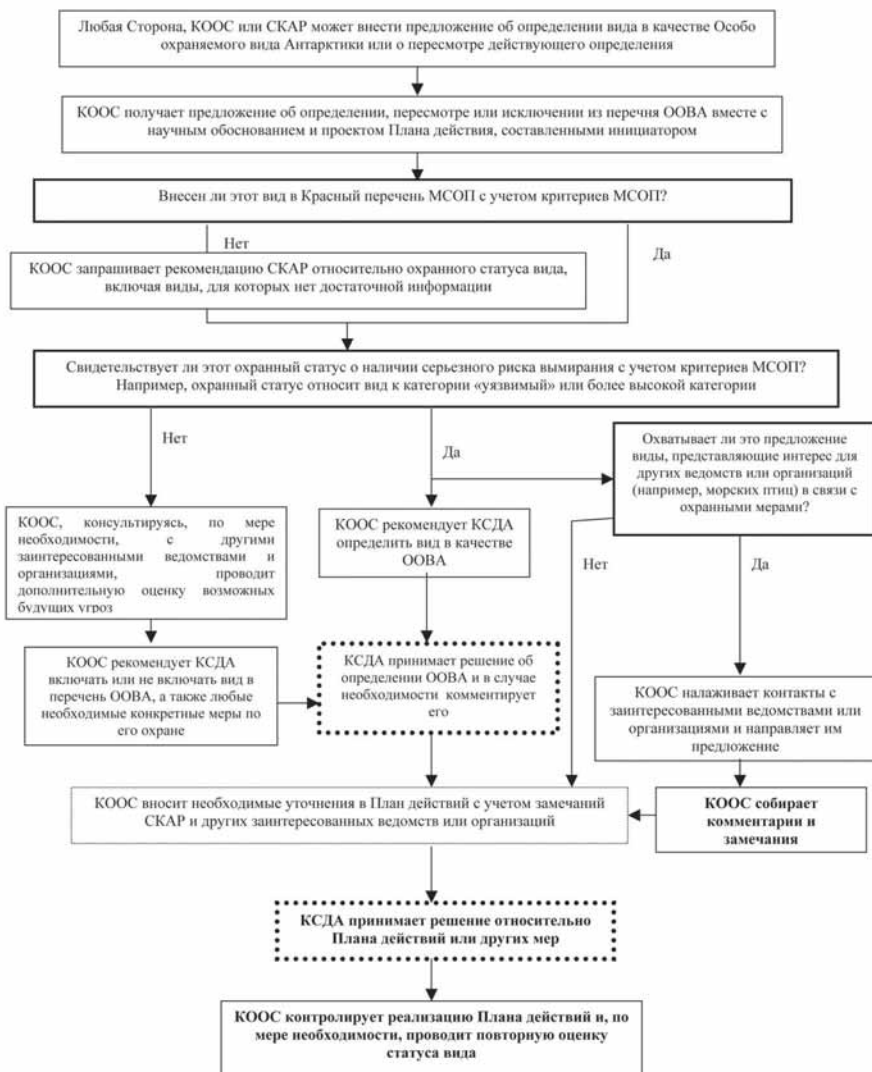 Любая Сторона, КООС или СКАР может внести предложение об определении вида в качестве Особо
охраняемого вида Антарктики или о пересмотре действующего определения
КООС получает предложение об определении, пересмотре или исключении из перечня ООВА вместе с
научным обоснованием и проектом Плана действия, составленными инициатором
Внесен ли этот вид в Красный перечень МСОП с учетом критериев МСОП?
Нет
Да
КООС запрашивает рекомендацию СКАР относительно охранного статуса вида,
включая виды, для которых нет достаточной информации
Свидетельствует ли этот охранный статус о наличии серьезного риска вымирания с учетом критериев МСОП?
Например, охранный статус относит вид к категории «уязвимый» или более высокой категории
Нет
Да
Охватывает ли это предложение
виды, представляющие интерес для
других ведомств или организаций
(например, морских птиц) в связи с
охранными мерами?
КООС, консультируясь, по мере
необходимости, с другими
заинтересованными ведомствами и
организациями, проводит
дополнительную оценку возможных
будущих угроз
КООС рекомендует КСДА
определить вид в качестве
ООВА
Нет
Да
КООС рекомендует КСДА
включать или не включать вид в
перечень ООВА, а также любые
необходимые конкретные меры по
его охране
КСДА принимает решение об
определении ООВА и в случае
необходимости комментирует
его
КООС налаживает контакты с
заинтересованными ведомствами или
организациями и направляет им
предложение
КООС вносит необходимые уточнения в План действий с учетом замечаний
СКАР и других заинтересованных ведомств или организаций
КООС собирает
комментарии и
замечания
КСДА принимает решение относительно
Плана действий или других мер
КООС контролирует реализацию Плана действий и, по
мере необходимости, проводит повторную оценку
статуса вида